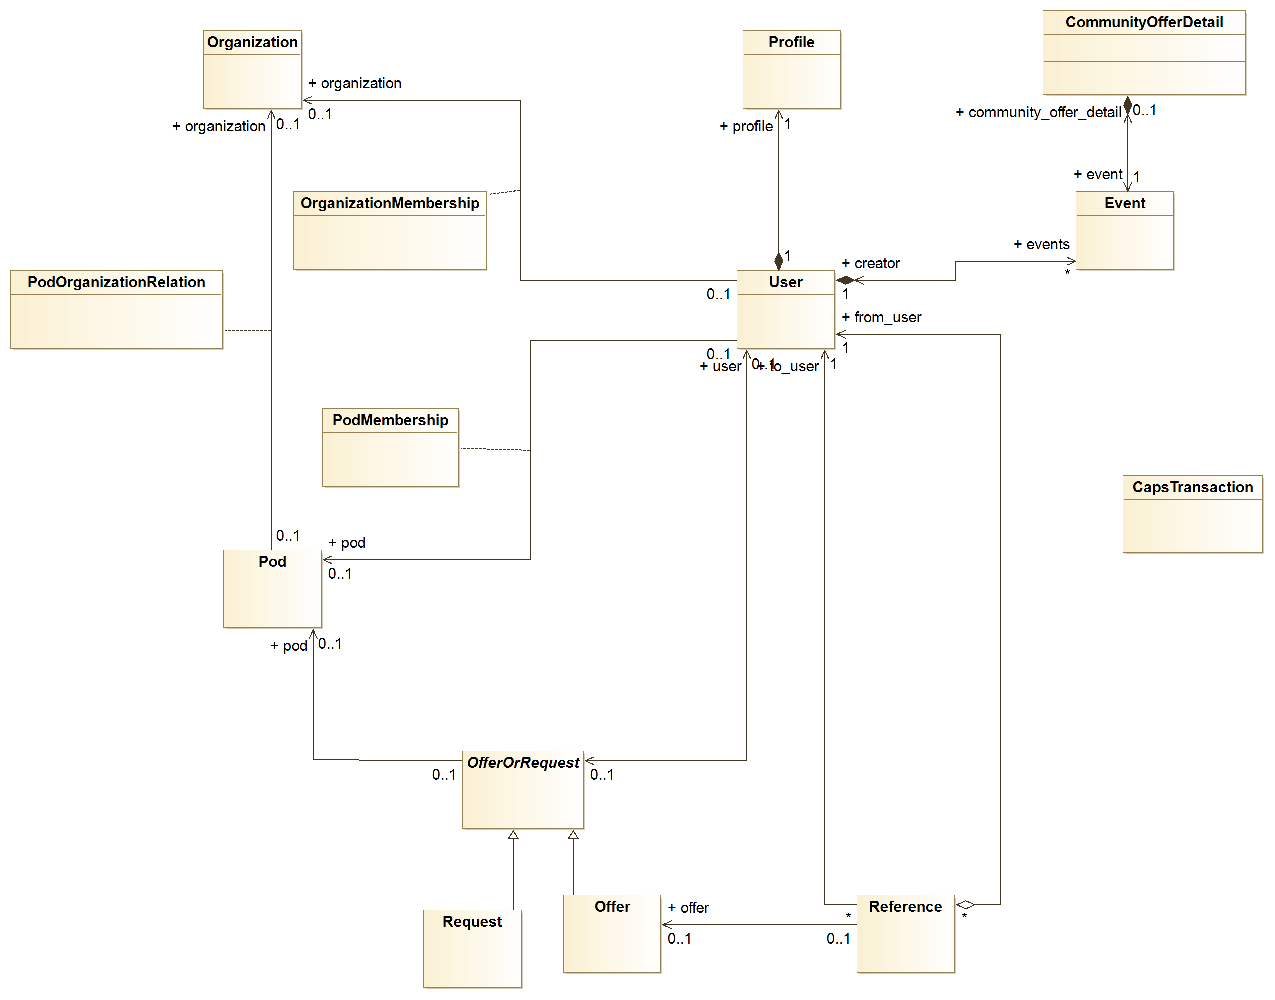 CommunityOfferDetail
Organization
Profile
+ organization
0..1
+ organization
0..1
+ profile
1
+ community_offer_detail
0..1
+ event
1
OrganizationMembership
Event
+ events
*
PodOrganizationRelation
1
+ creator
1
User
0..1
+ from_user
1
0..1
+ user
0..1
+ to_user
1
PodMembership
CapsTransaction
0..1
+ pod
0..1
Pod
+ pod
0..1
OfferOrRequest
0..1
0..1
Request
Offer
+ offer
0..1
*
0..1
Reference
*